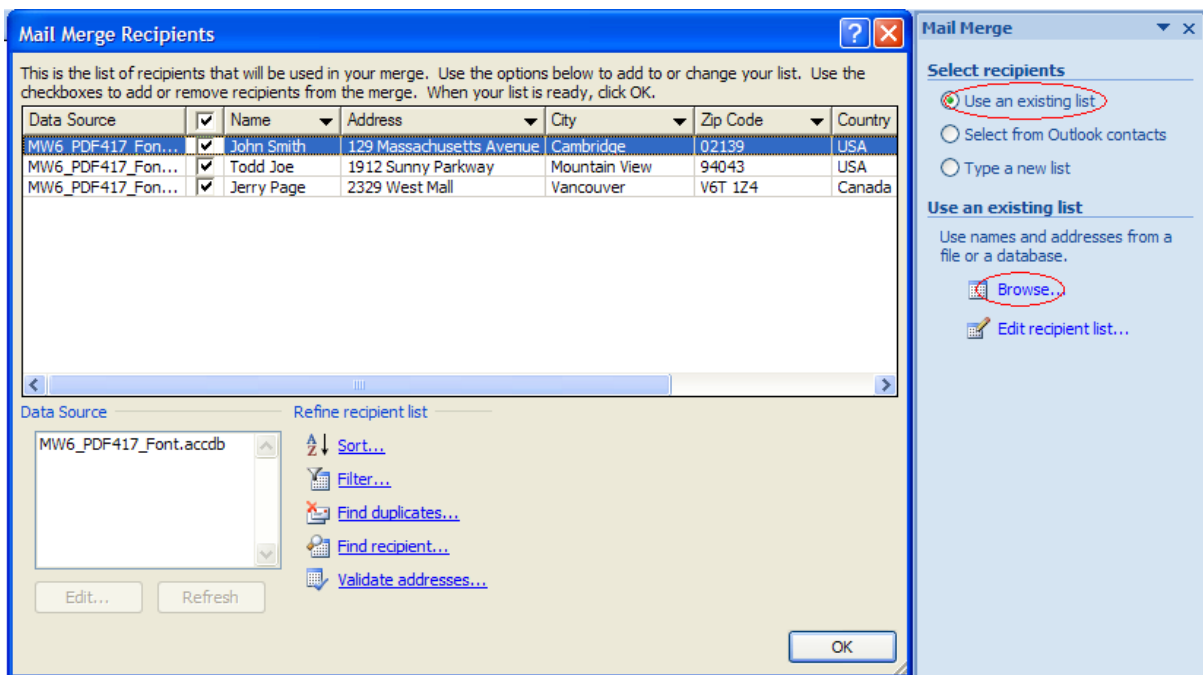 Mail Merge Recipients
This is the list of recipients that will be used in your merge. Use the options below to add to or change your list. Use the
checkboxes to add or remove recipients from the merge. When your list is ready, click OK.
Data Source Name Address City Zip Code Country
MW6_PDF417_Fon... John Smith 129 Massachusetts Avenue Cambridge 02139 USA
MW6_PDF417_Fon... Todd Joe 1912 Sunny Parkway Mountain View 94043 USA
MW6_PDF417_Fon... Jerry Page 2329 West Mall Vancouver V6T 1Z4 Canada
Data Source
MW6_PDF417_Font.accdb
Edit... Refresh
Refine recipient list
Sort...
Filter...
Find duplicates...
Find recipient...
Validate addresses...
OK
Mail Merge
Select recipients
Use an existing list
Select from Outlook contacts
Type a new list
Use an existing list
Use names and addresses from a
file or a database.
Browse...
Edit recipient list...